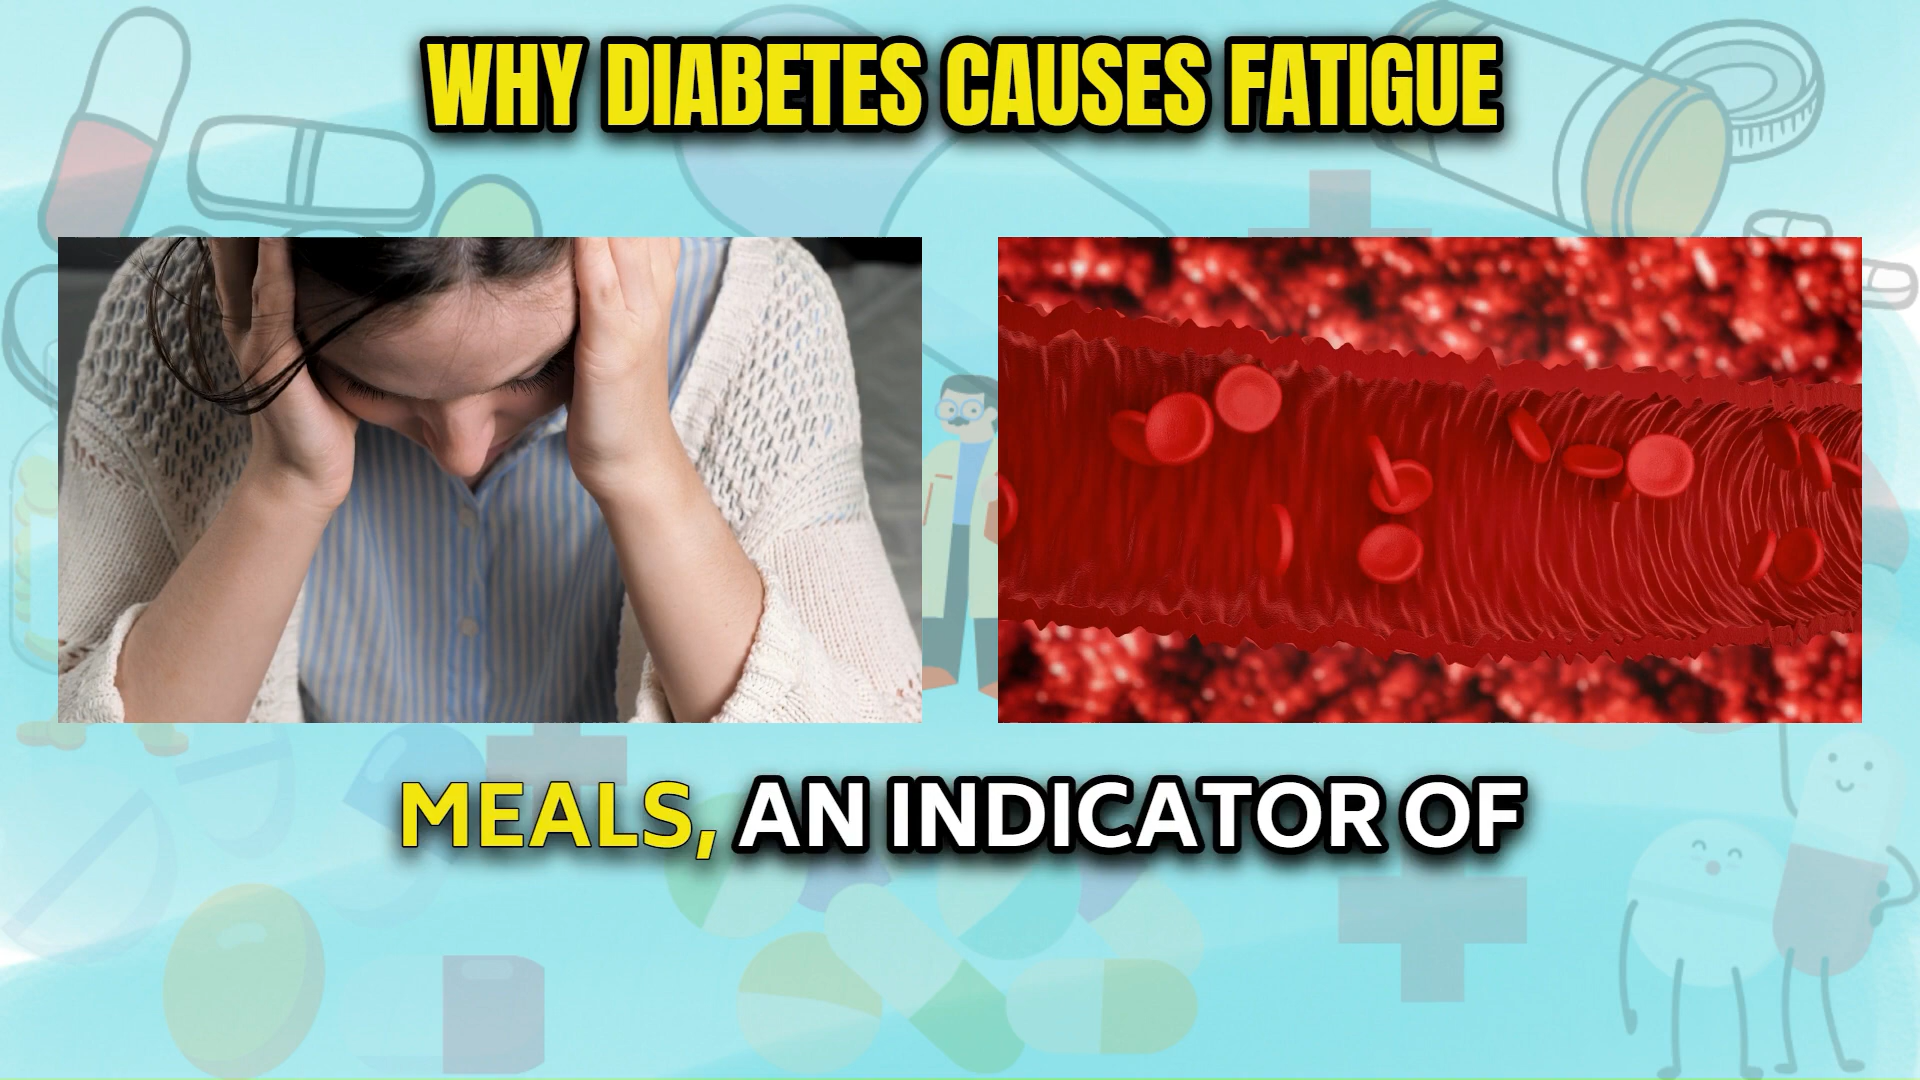 WHY DIABETES CAUSES FATIGUE
MEALS, AN INDICATOR OF